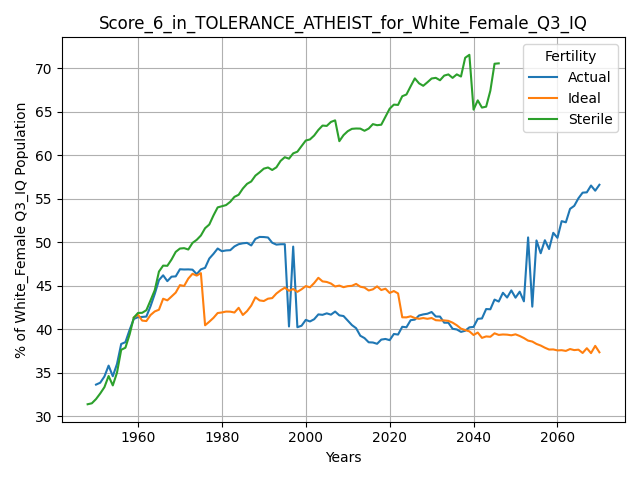 Score_6_in_TOLERANCE_ATHEIST_for_White_Female_Q3_IQ
% of White_Female Q3_IQ Population
70
65
60
55
50
45
40
35
30
Fertility
Actual
Ideal
Sterile
1960
1980
2000
2020
2040
2060
Years